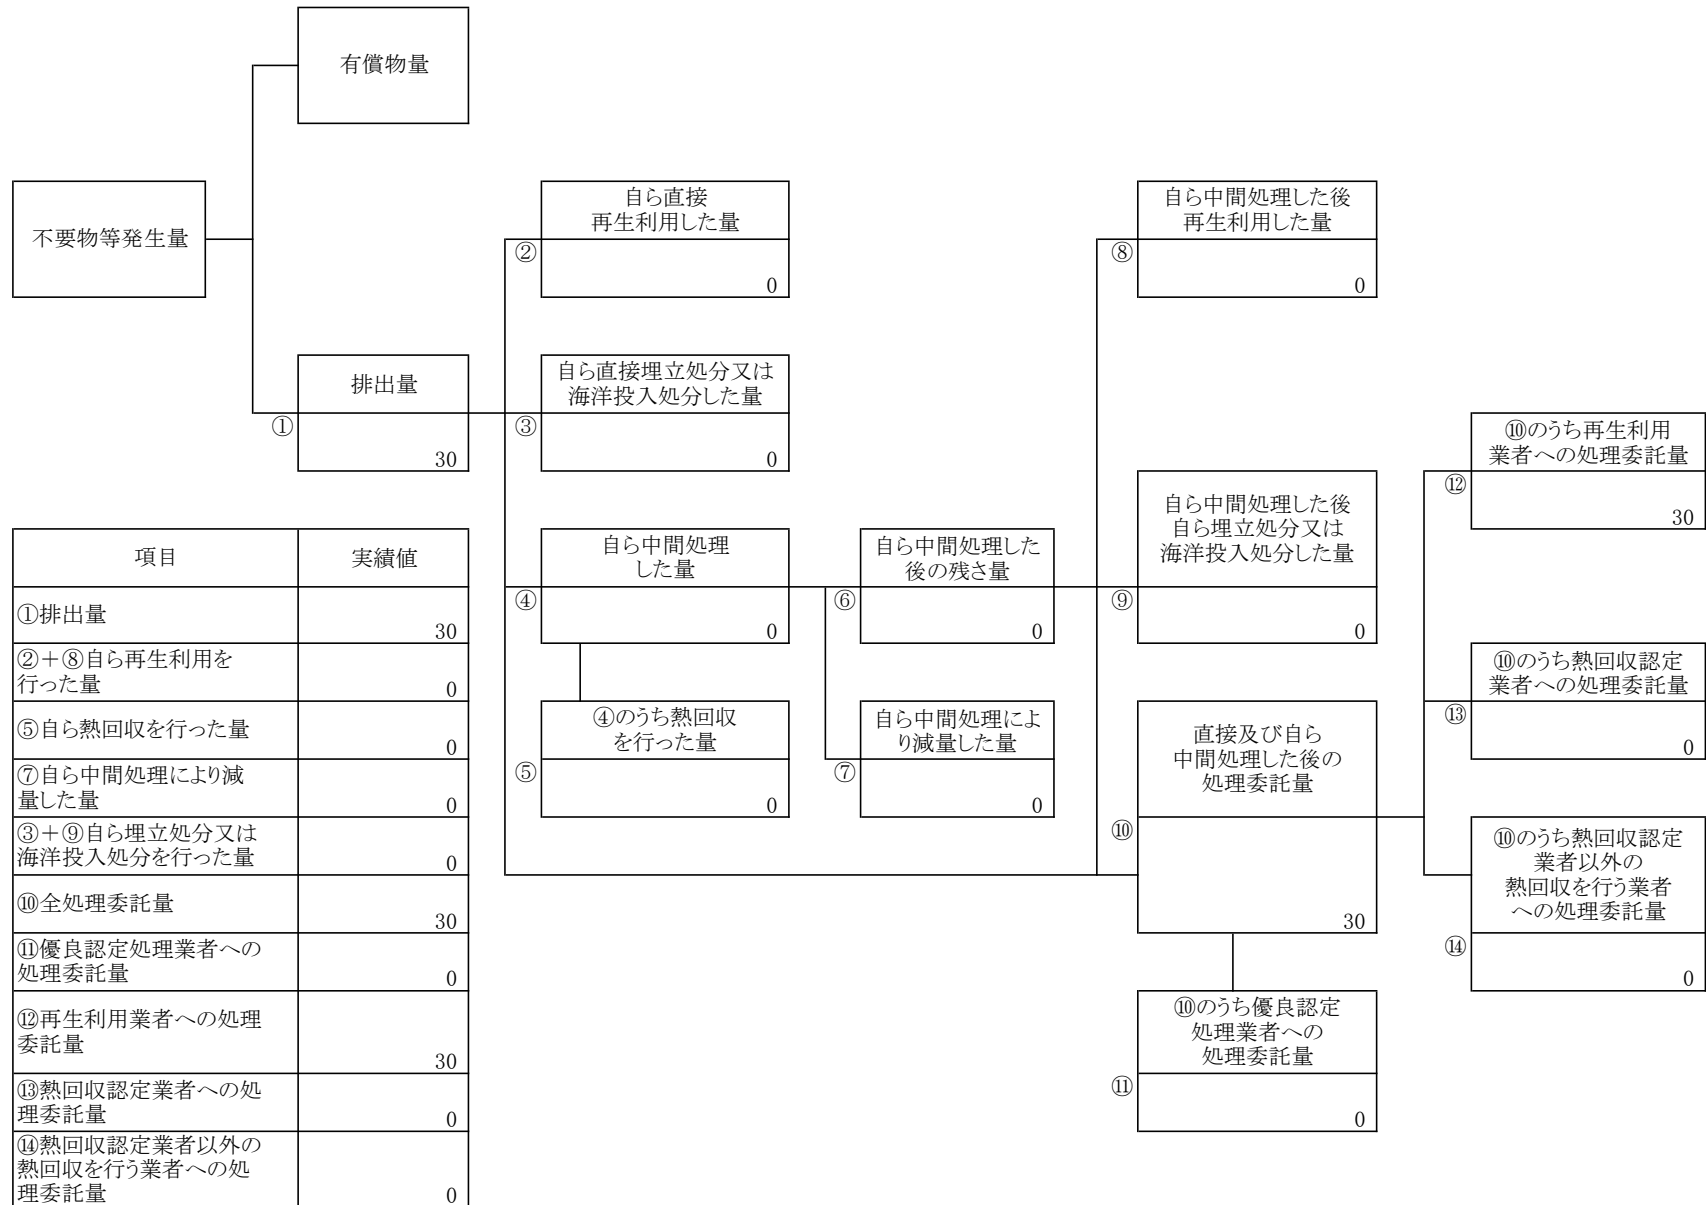 有償物量
不要物等発生量
排出量
①
30
自ら直接
再生利用した量
②
0
自ら直接埋立処分又は
海洋投入処分した量
③
0
自ら中間処理
した量
④
0
④のうち熱回収
を行った量
⑤
0
自ら中間処理した
後の残さ量
⑥
0
自ら中間処理によ
り減量した量
⑦
0
自ら中間処理した後
再生利用した量
⑧
0
自ら中間処理した後
自ら埋立処分又は
海洋投入処分した量
⑨
0
直接及び自ら
中間処理した後の
処理委託量
⑩
30
⑩のうち優良認定
処理業者への
処理委託量
⑪
0
⑩のうち再生利用
業者への処理委託量
⑫
30
⑩のうち熱回収認定
業者への処理委託量
⑬
0
⑩のうち熱回収認定
業者以外の
熱回収を行う業者
への処理委託量
⑭
0
項目 実績値
①排出量
30
②＋⑧自ら再生利用を
行った量
0
⑤自ら熱回収を行った量
0
⑦自ら中間処理により減
量した量
0
③＋⑨自ら埋立処分又は
海洋投入処分を行った量
0
⑩全処理委託量
30
⑪優良認定処理業者への
処理委託量
0
⑫再生利用業者への処理
委託量
30
⑬熱回収認定業者への処
理委託量
0
⑭熱回収認定業者以外の
熱回収を行う業者への処
理委託量
0